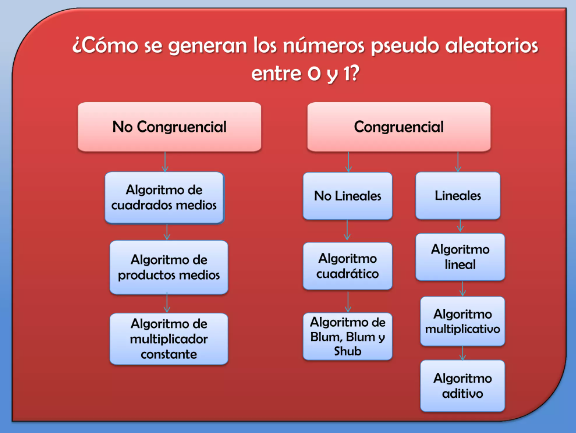 ¿Cómo se generan los números pseudo aleatorios
entre 0 y 1?
No Congruencial
Algoritmo de
cuadrados medios
Algoritmo de
productos medios
Algoritmo de
multiplicador
constante
Congruencial
No Lineales
Algoritmo
cuadrático
Algoritmo de
Blum, Blum y
Shub
Lineales
Algoritmo
lineal
Algoritmo
multiplicativo
Algoritmo
aditivo